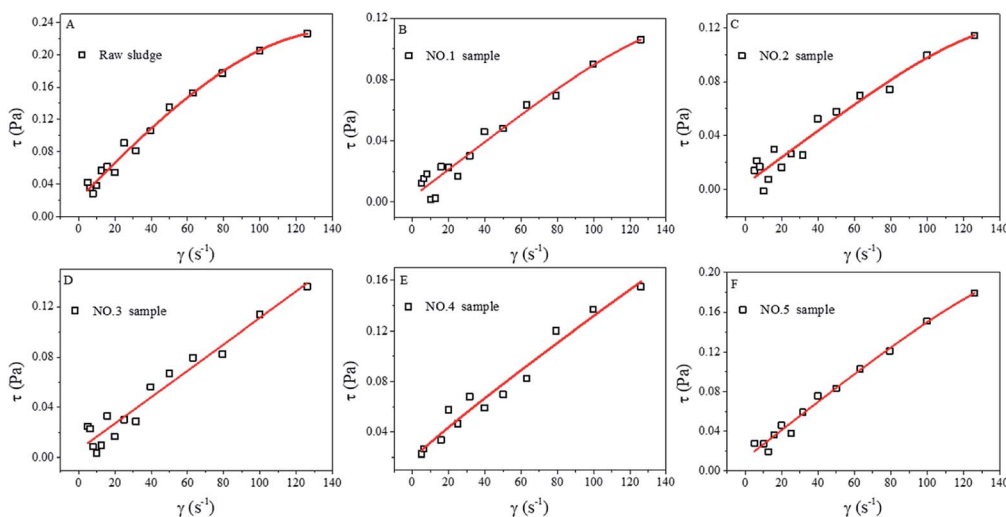 A
Raw sludge
τ (Pa)
0.24
0.20
0.16
0.12
0.08
0.04
0.00
0 20 40 60 80 100 120 140
γ (s⁻¹)
B
NO.1 sample
τ (Pa)
0.12
0.08
0.04
0.00
0 20 40 60 80 100 120 140
γ (s⁻¹)
C
NO.2 sample
τ (Pa)
0.12
0.08
0.04
0.00
0 20 40 60 80 100 120 140
γ (s⁻¹)
D
NO.3 sample
τ (Pa)
0.12
0.08
0.04
0.00
0 20 40 60 80 100 120 140
γ (s⁻¹)
E
NO.4 sample
τ (Pa)
0.16
0.12
0.08
0.04
0 20 40 60 80 100 120 140
γ (s⁻¹)
F
NO.5 sample
τ (Pa)
0.20
0.16
0.12
0.08
0.04
0.00
0 20 40 60 80 100 120 140
γ (s⁻¹)